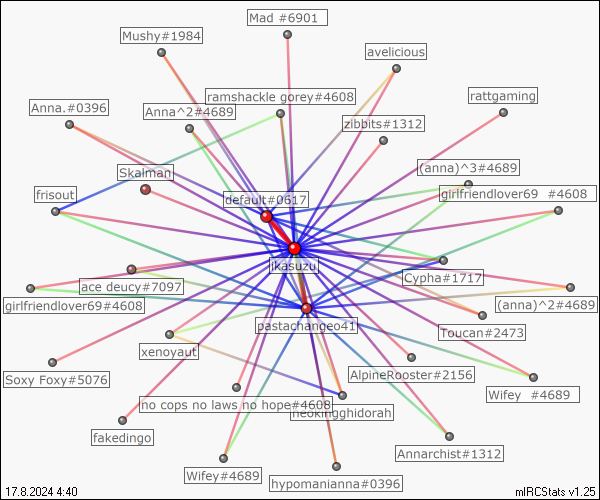 Mad #6901
Mushy#1984
avelicious
ramshackle gorey#4608
rattgaming
Anna.#0396
Anna^2#4689
zibbits#1312
Skalman
(anna)^3#4689
frisout
default#0617
girlfriendlover69 #4608
jkasuzu
Cypha#1717
ace deucy#7097
girlfriendlover69#4608
(anna)^2#4689
pastachangeo41
Toucan#2473
xenoyaut
Soxy Foxy#5076
AlpineRooster#2156
Wifey #4689
no cops no laws no hope#4608
neokingghidorah
fakedingo
Annarchist#1312
Wifey#4689
hypomanianna#0396
17.8.2024 4:40
mIRCStats v1.25